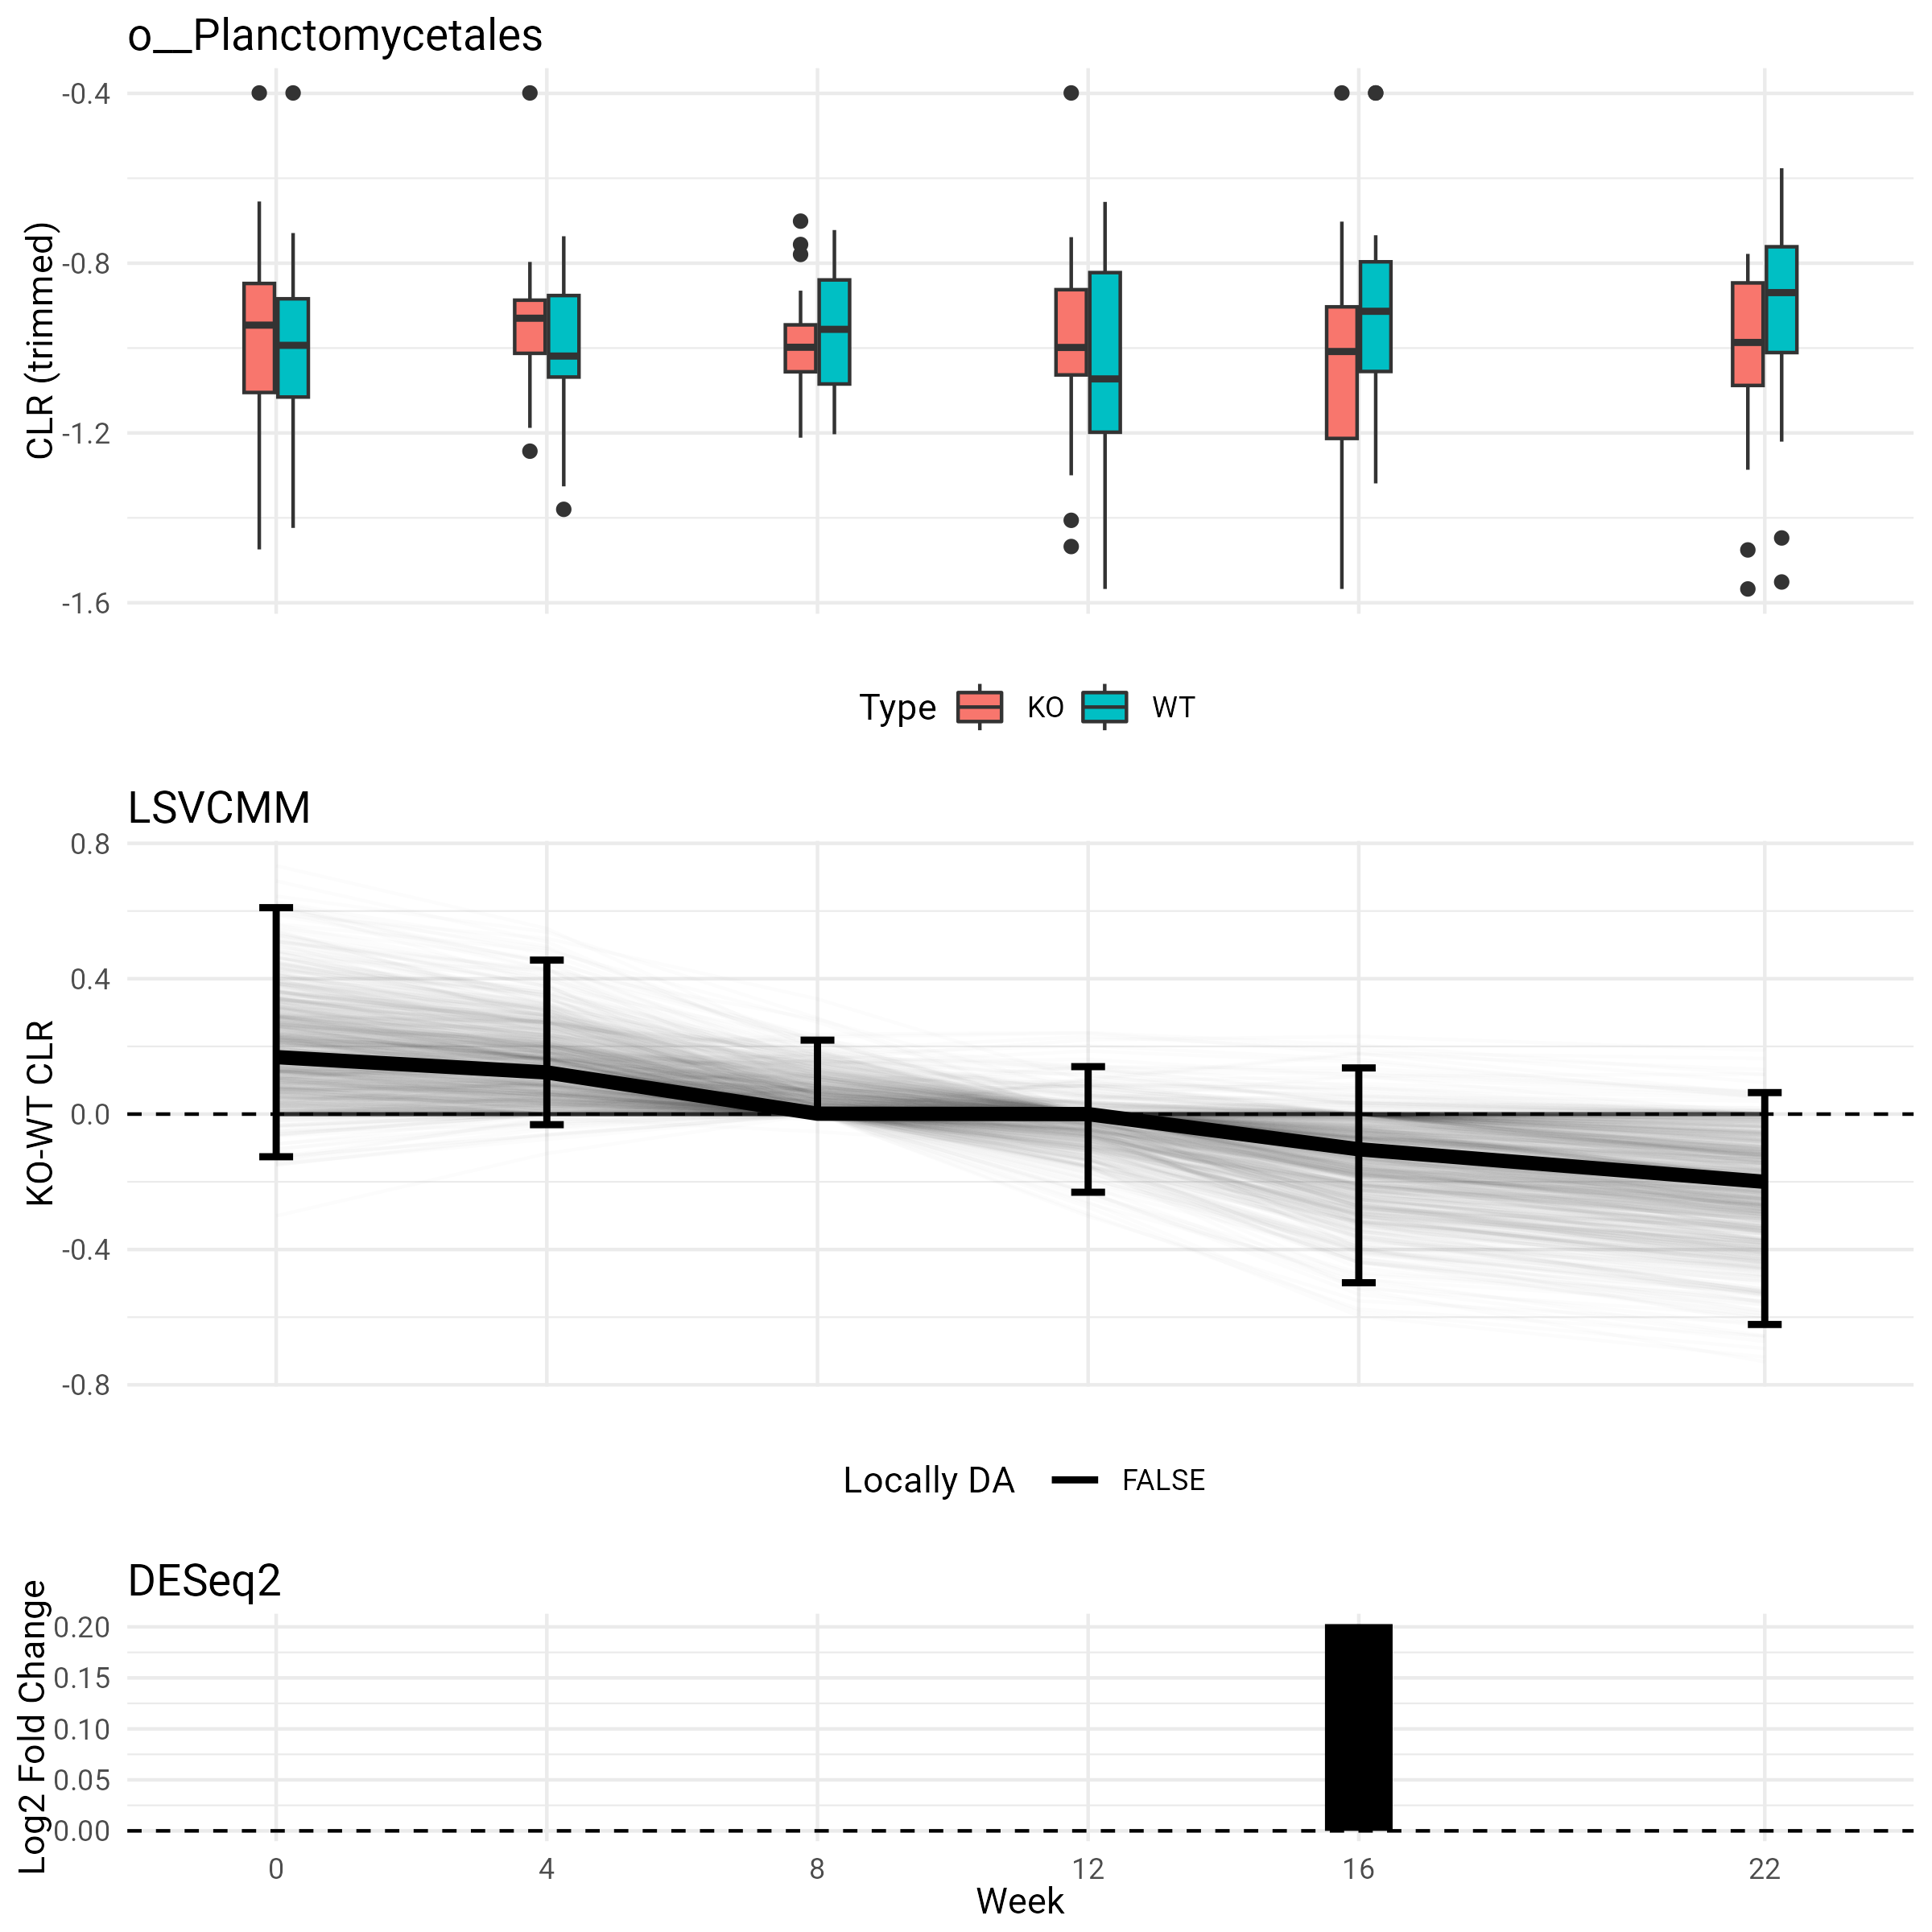 o__Planctomycetales
CLR (trimmed)
-0.4
-0.8
-1.2
-1.6
Type KO WT
LSVCMM
KO-WT CLR
0.8
0.4
0.0
-0.4
-0.8
Locally DA FALSE
DESeq2
Log2 Fold Change
0.20
0.15
0.10
0.05
0.00
0 4 8 12 16 22
Week